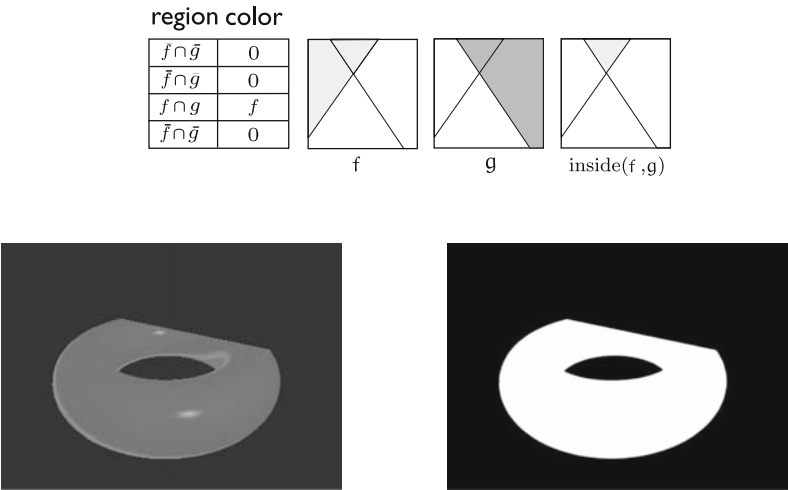 region color
f ∩ ḡ 0
f̄ ∩ g 0
f ∩ g f
f̄ ∩ ḡ 0
f g inside(f ,g)